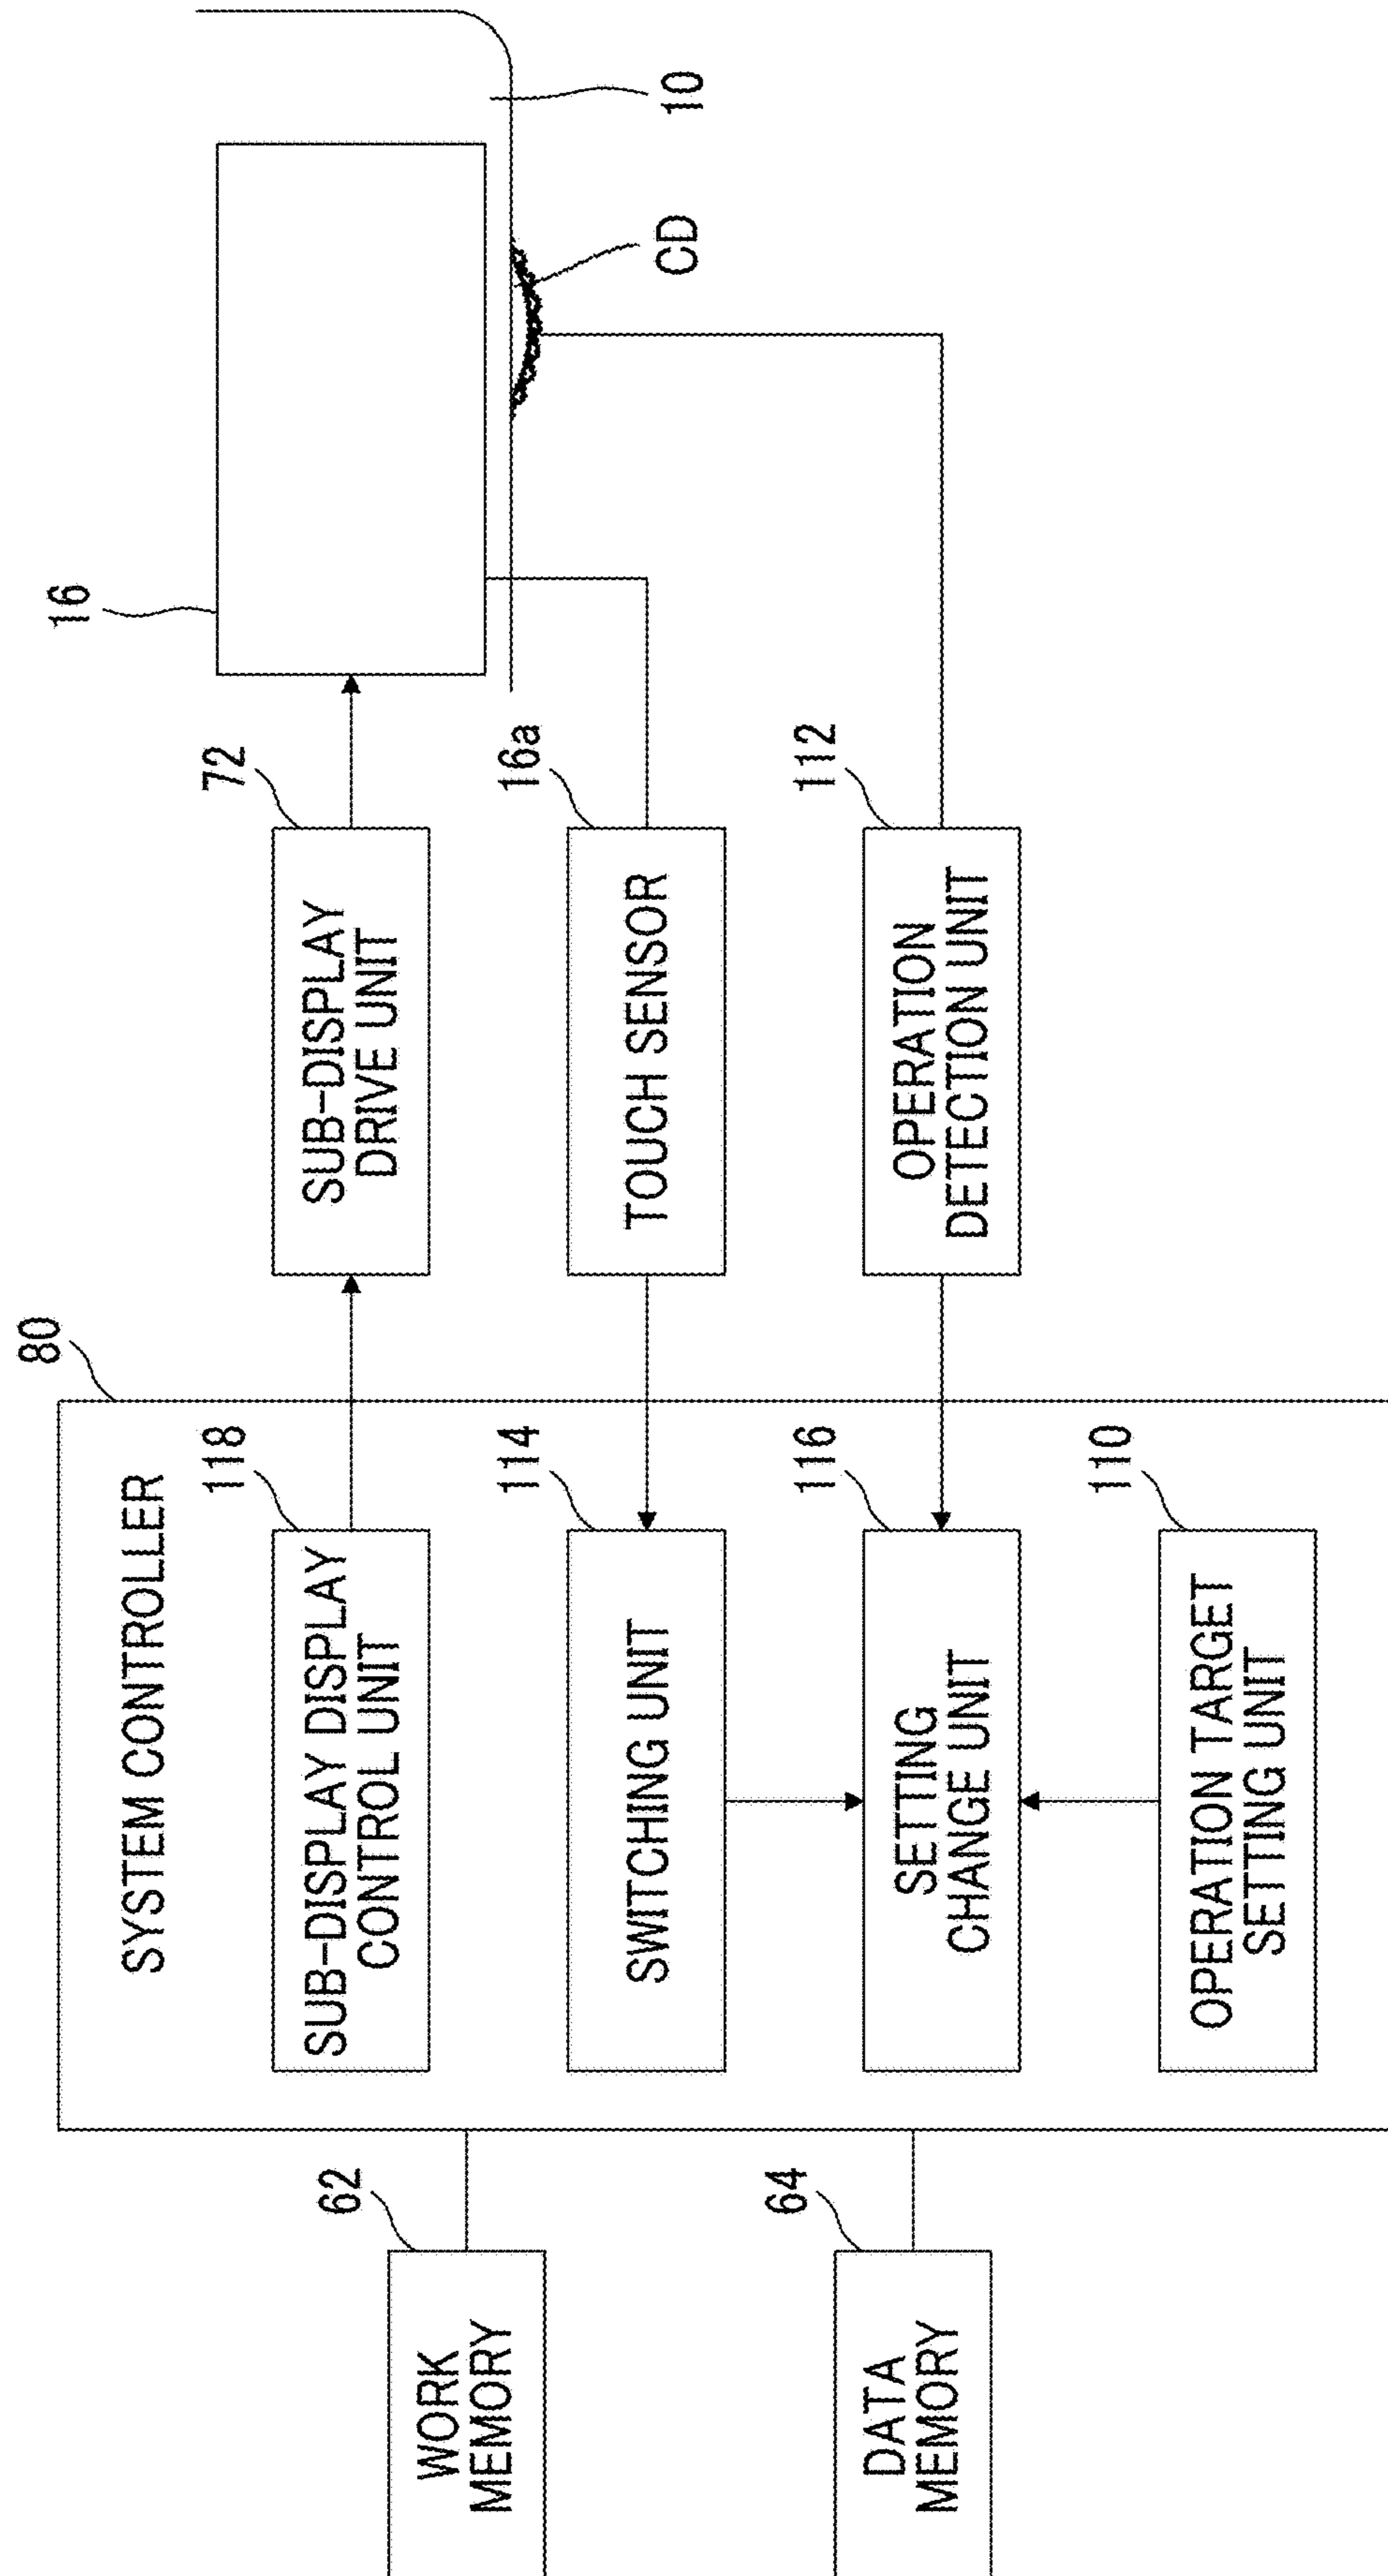 WORK
MEMORY
62
DATA
MEMORY
64
SYSTEM CONTROLLER
80
SUB-DISPLAY DISPLAY
CONTROL UNIT
118
SWITCHING UNIT
114
SETTING
CHANGE UNIT
116
OPERATION TARGET
SETTING UNIT
110
SUB-DISPLAY
DRIVE UNIT
72
TOUCH SENSOR
16a
OPERATION
DETECTION UNIT
112
16
CD
10